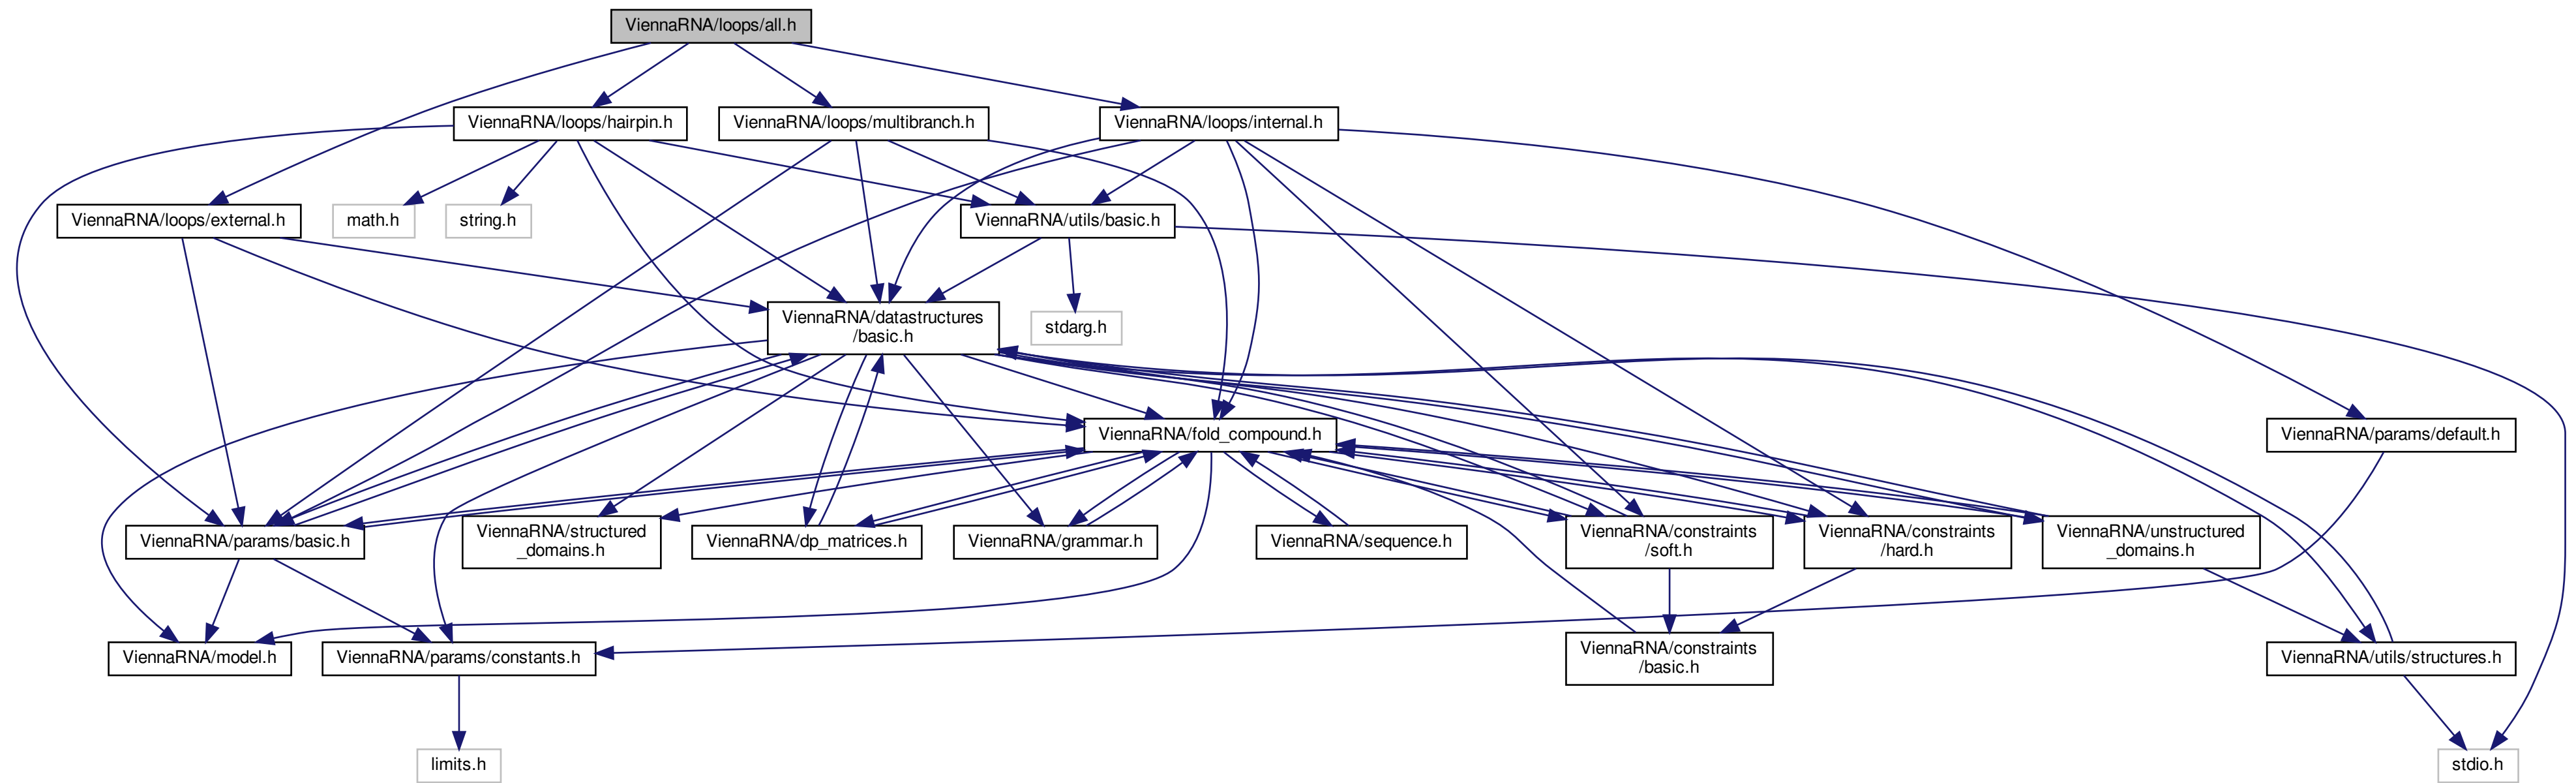 ViennaRNA/loops/all.h
ViennaRNA/loops/hairpin.h
ViennaRNA/loops/multibranch.h
ViennaRNA/loops/internal.h
ViennaRNA/loops/external.h
math.h
string.h
ViennaRNA/utils/basic.h
ViennaRNA/datastructures
/basic.h
stdarg.h
ViennaRNA/fold_compound.h
ViennaRNA/params/default.h
ViennaRNA/params/basic.h
ViennaRNA/structured
_domains.h
ViennaRNA/dp_matrices.h
ViennaRNA/grammar.h
ViennaRNA/sequence.h
ViennaRNA/constraints
/soft.h
ViennaRNA/constraints
/hard.h
ViennaRNA/unstructured
_domains.h
ViennaRNA/model.h
ViennaRNA/params/constants.h
ViennaRNA/constraints
/basic.h
ViennaRNA/utils/structures.h
limits.h
stdio.h